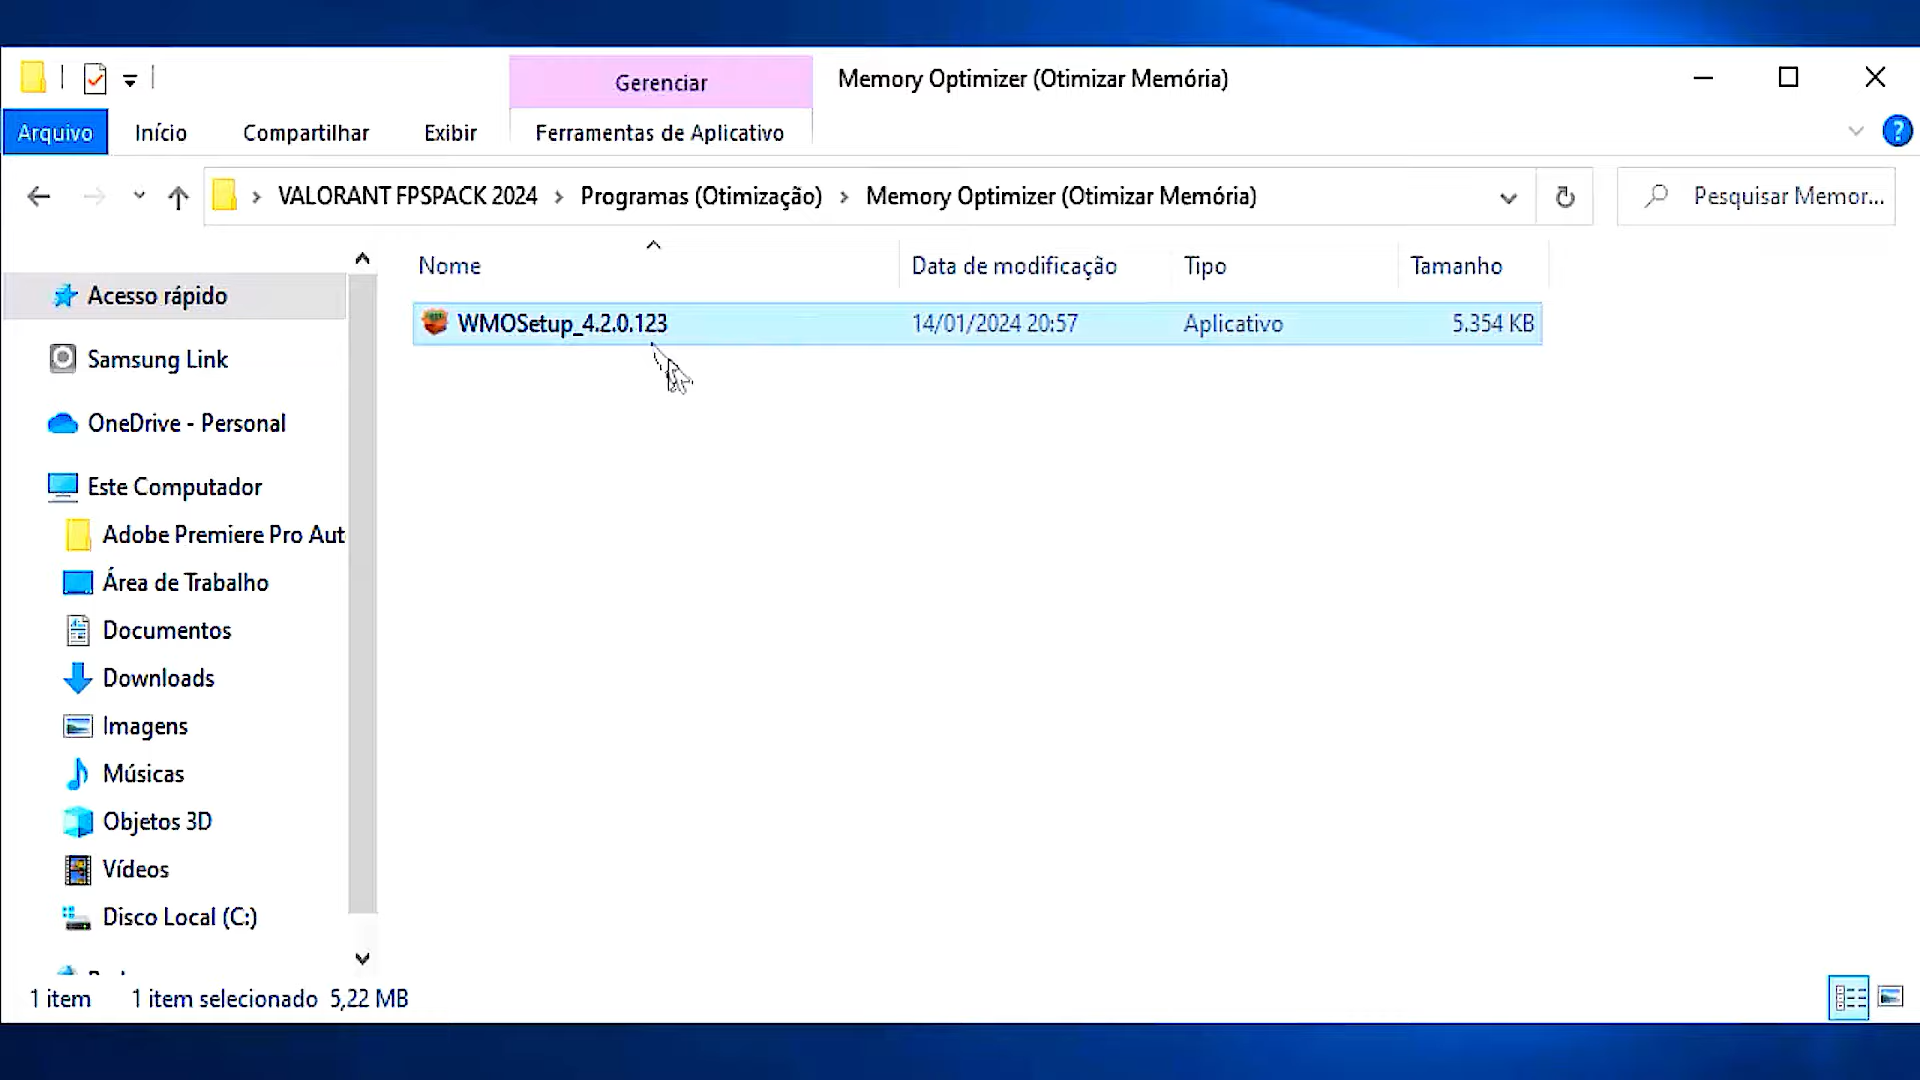 Gerenciar
Memory Optimizer (Otimizar Memória)
Arquivo
Início
Compartilhar
Exibir
Ferramentas de Aplicativo
?
VALORANT FPSPACK 2024 > Programas (Otimização) > Memory Optimizer (Otimizar Memória)
Pesquisar Memor...
Nome
Data de modificação
Tipo
Tamanho
WMOSetup_4.2.0.123
14/01/2024 20:57
Aplicativo
5.354 KB
Acesso rápido
Samsung Link
OneDrive - Personal
Este Computador
Adobe Premiere Pro Aut
Área de Trabalho
Documentos
Downloads
Imagens
Músicas
Objetos 3D
Vídeos
Disco Local (C:)
1 item
1 item selecionado 5,22 MB